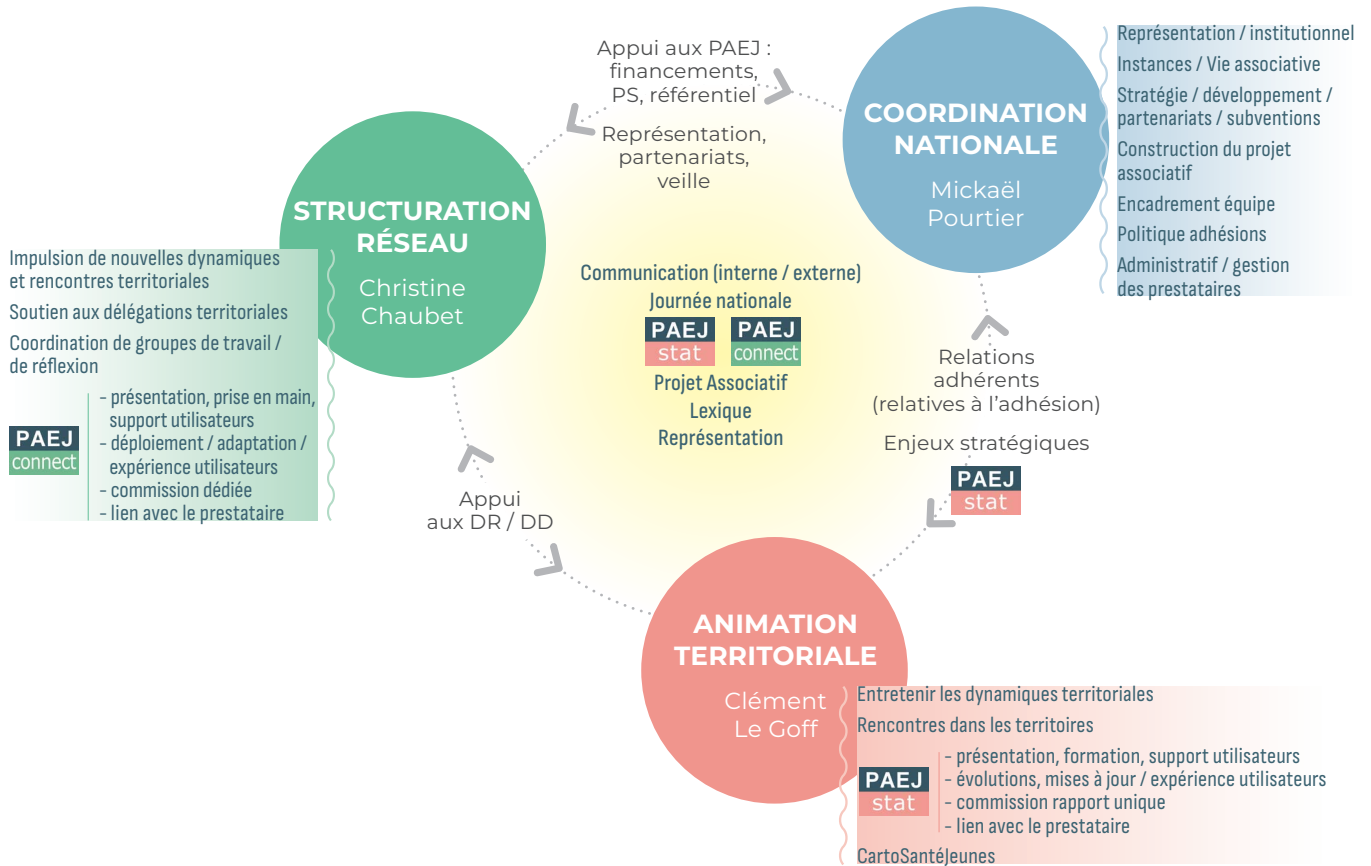 Appui aux PAEJ :
financements,
PS, référentiel
Représentation,
partenariats,
veille
COORDINATION
NATIONALE
Mickaël
Pourtier
Représentation / institutionnel
Instances / Vie associative
Stratégie / développement /
partenariats / subventions
Construction du projet
associatif
Encadrement équipe
Politique adhésions
Administratif / gestion
des prestataires
STRUCTURATION
RÉSEAU
Christine
Chaubet
Impulsion de nouvelles dynamiques
et rencontres territoriales
Soutien aux délégations territoriales
Coordination de groupes de travail /
de réflexion
PAEJ
connect
- présentation, prise en main,
support utilisateurs
- déploiement / adaptation /
expérience utilisateurs
- commission dédiée
- lien avec le prestataire
Communication (interne / externe)
Journée nationale
PAEJ
stat
PAEJ
connect
Projet Associatif
Lexique
Représentation
Relations
adhérents
(relatives à l'adhésion)
Enjeux stratégiques
PAEJ
stat
Appui
aux DR / DD
ANIMATION
TERRITORIALE
Clément
Le Goff
Entretenir les dynamiques territoriales
Rencontres dans les territoires
PAEJ
stat
- présentation, formation, support utilisateurs
- évolutions, mises à jour / expérience utilisateurs
- commission rapport unique
- lien avec le prestataire
CartoSantéJeunes